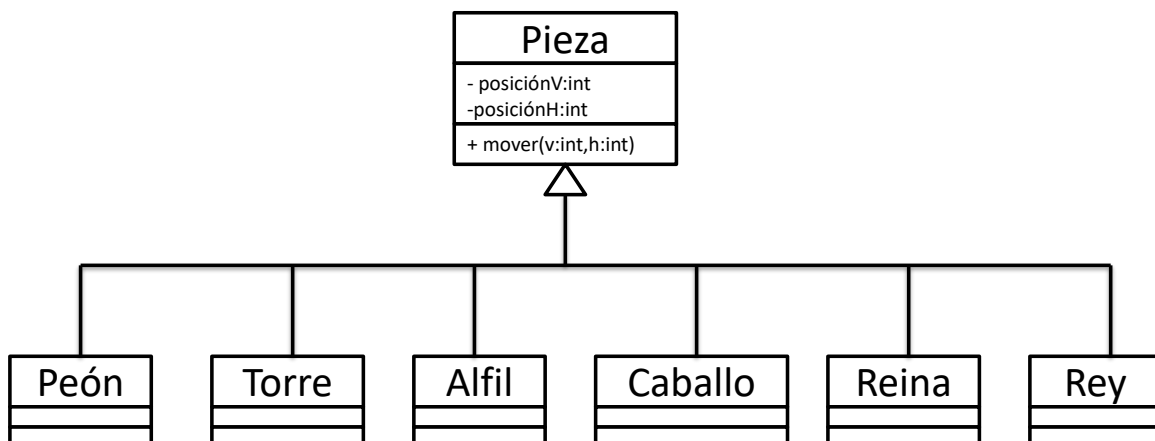 Pieza
- posiciónV:int
-posiciónH:int
+ mover(v:int,h:int)
Peón
Torre
Alfil
Caballo
Reina
Rey